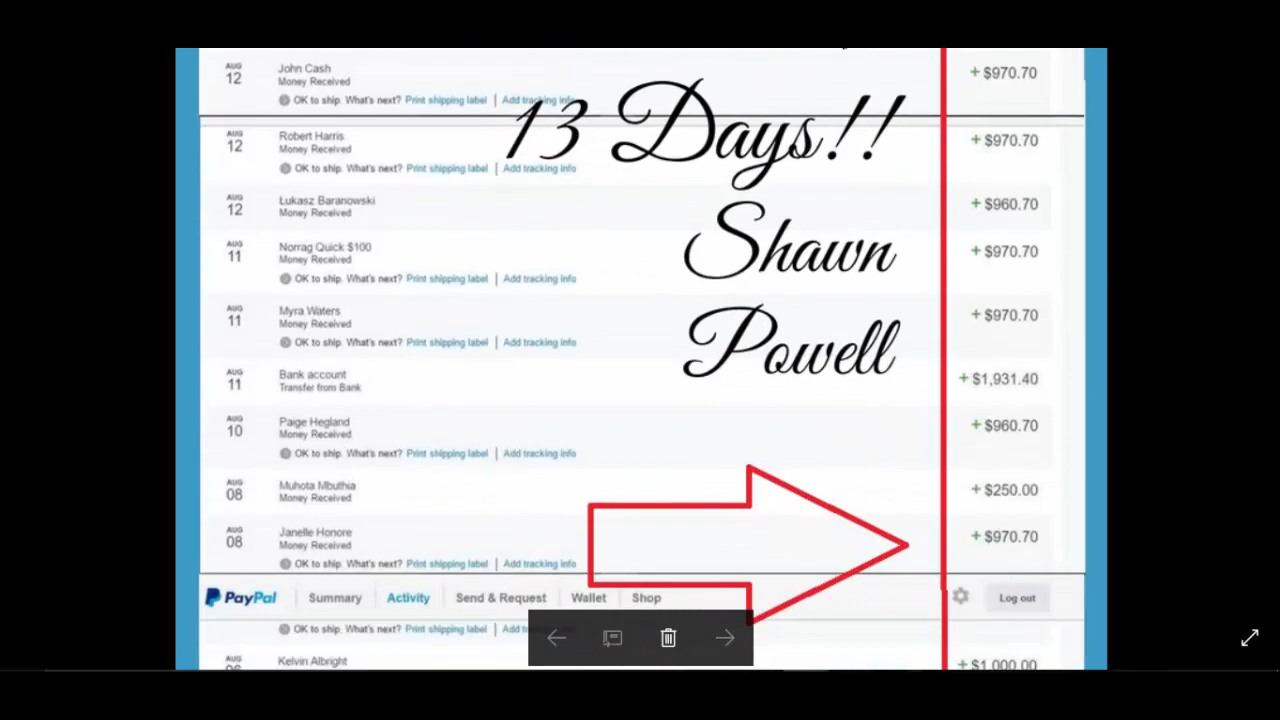 AUG 12 John Cash + $970.70
Money Received
OK to ship. What's next? Print shipping label | Add tracking info
13 Days!!
AUG 12 Robert Harris + $970.70
Money Received
OK to ship. What's next? Print shipping label | Add tracking info
AUG 12 Lukasz Baranowski + $960.70
Money Received
Shawn
AUG 11 Norrag Quick $100 + $970.70
Money Received
OK to ship. What's next? Print shipping label | Add tracking info
AUG 11 Myra Waters + $970.70
Money Received
OK to ship. What's next? Print shipping label | Add tracking info
Powell
AUG 11 Bank account + $1,931.40
Transfer from Bank
AUG 10 Paige Hegland + $960.70
Money Received
OK to ship. What's next? Print shipping label | Add tracking info
AUG 08 Muhota Mbuthia + $250.00
Money Received
AUG 08 Janelle Honore + $970.70
Money Received
OK to ship. What's next? Print shipping label | Add tracking info
PayPal Summary Activity Send & Request Wallet Shop Log out
OK to ship. What's next? Print shipping label | Add
AUG Kelvin Albright + $1,000.00